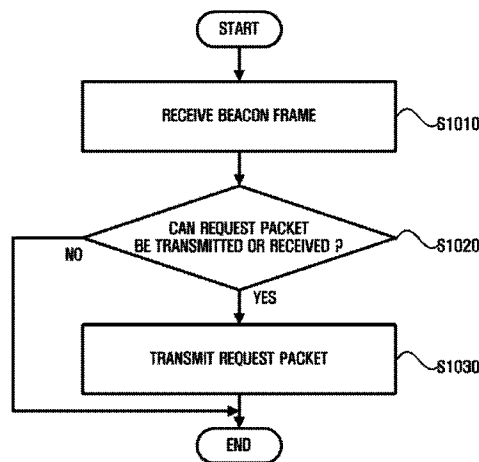 START
RECEIVE BEACON FRAME
S1010
CAN REQUEST PACKET
BE TRANSMITTED OR RECEIVED ?
S1020
NO
YES
TRANSMIT REQUEST PACKET
S1030
END